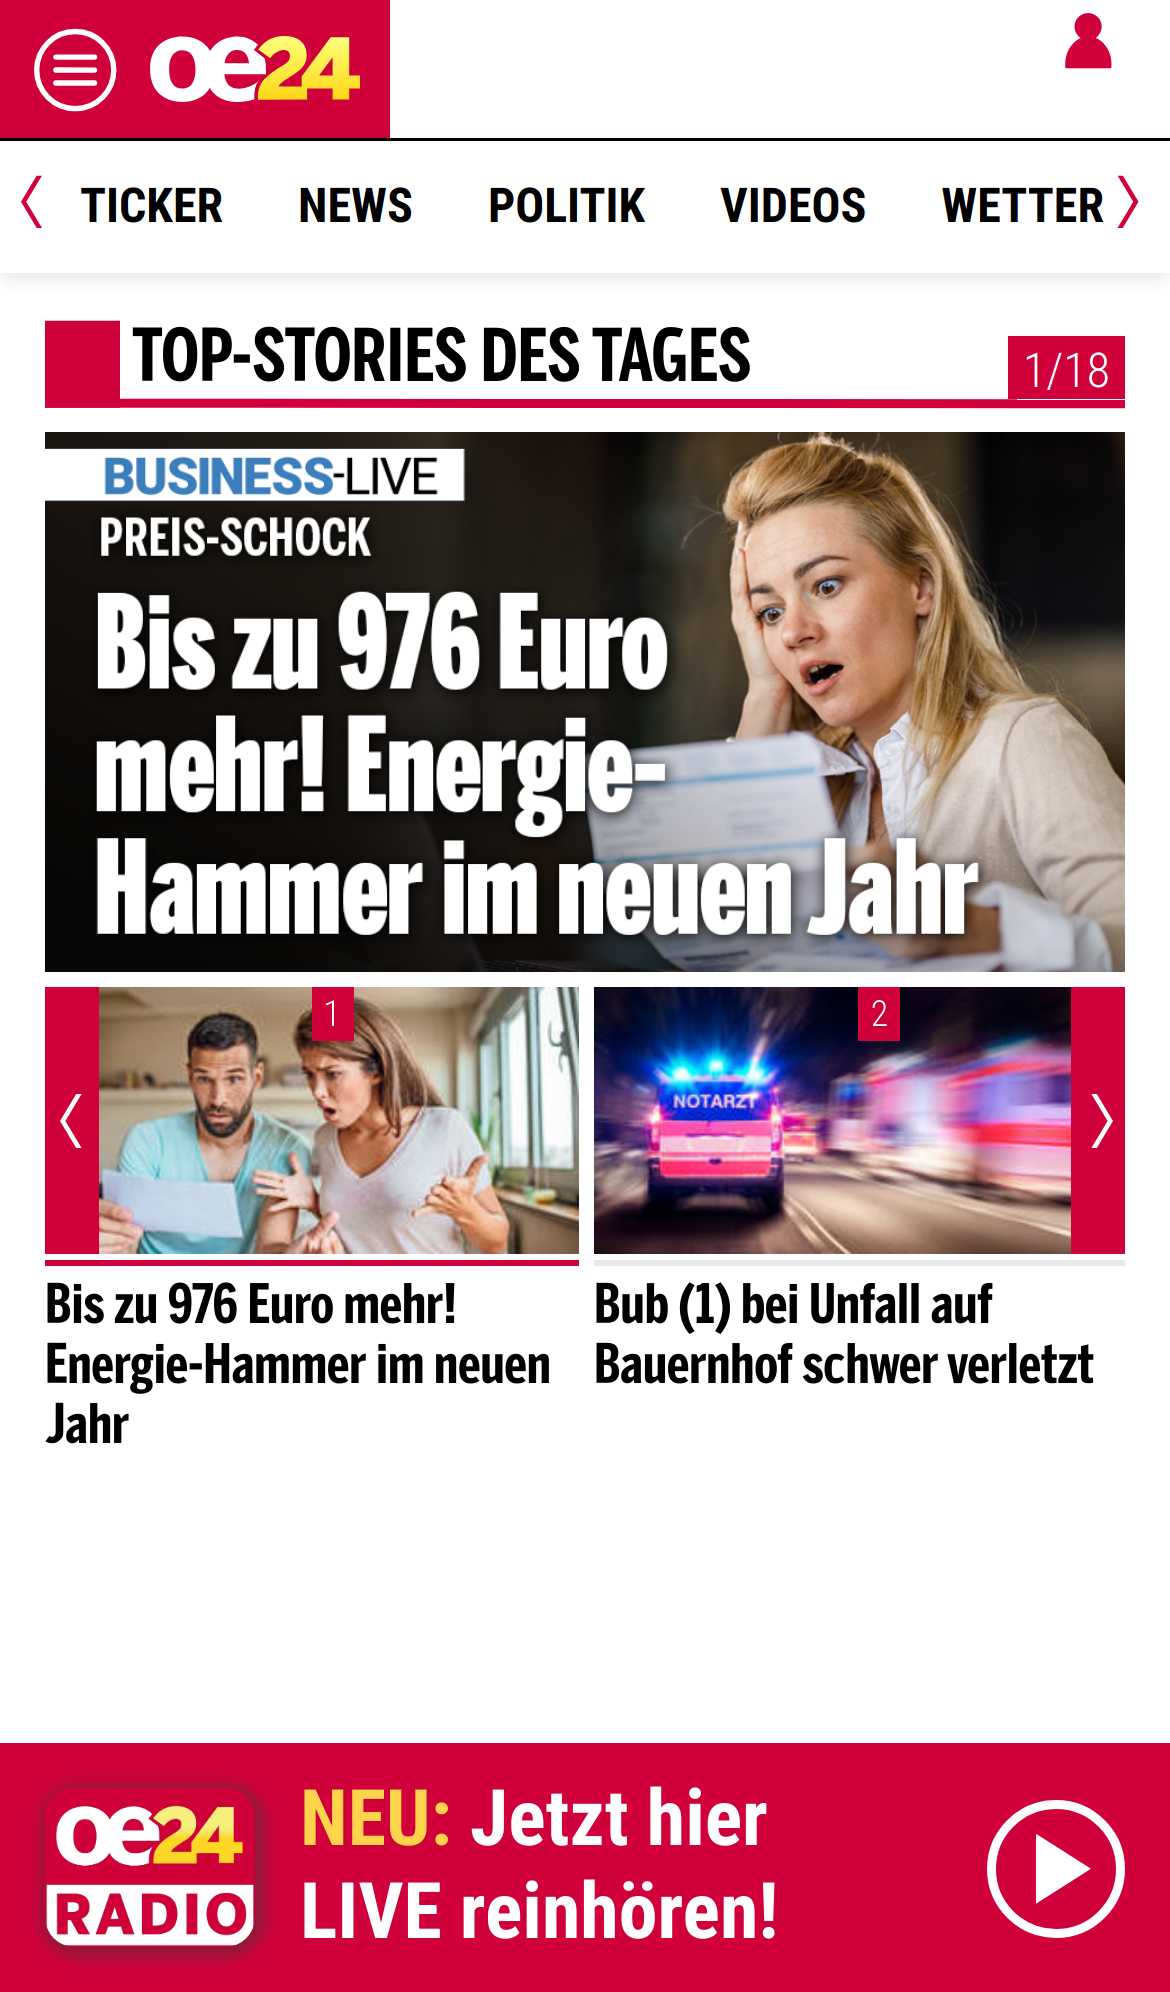 oe24
TICKER NEWS POLITIK VIDEOS WETTER
TOP-STORIES DES TAGES
1/18
BUSINESS-LIVE
PREIS-SCHOCK
Bis zu 976 Euro
mehr! Energie-
Hammer im neuen Jahr
1
2
NOTARZT
Bis zu 976 Euro mehr!
Energie-Hammer im neuen
Jahr
Bub (1) bei Unfall auf
Bauernhof schwer verletzt
oe24
RADIO
NEU: Jetzt hier
LIVE reinhören!